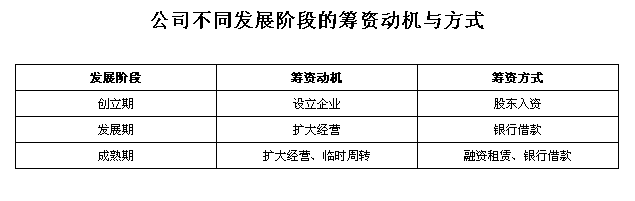 公司不同发展阶段的筹资动机与方式
发展阶段 筹资动机 筹资方式
创立期 设立企业 股东入资
发展期 扩大经营 银行借款
成熟期 扩大经营、临时周转 融资租赁、银行借款